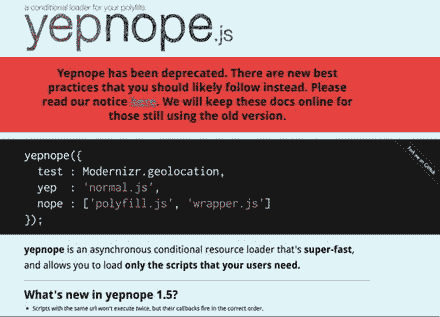 a conditional loader for your polyfills.
yepnope.js
Yepnope has been deprecated. There are new best
practices that you should likely follow instead. Please
read our notice here. We will keep these docs online for
those still using the old version.
Fork me on GitHub
yepnope({
test : Modernizr.geolocation,
yep : 'normal.js',
nope : ['polyfill.js', 'wrapper.js']
});
yepnope is an asynchronous conditional resource loader that's super-fast,
and allows you to load only the scripts that your users need.
What's new in yepnope 1.5?
Scripts with the same url won't execute twice, but their callbacks fire in the correct order.